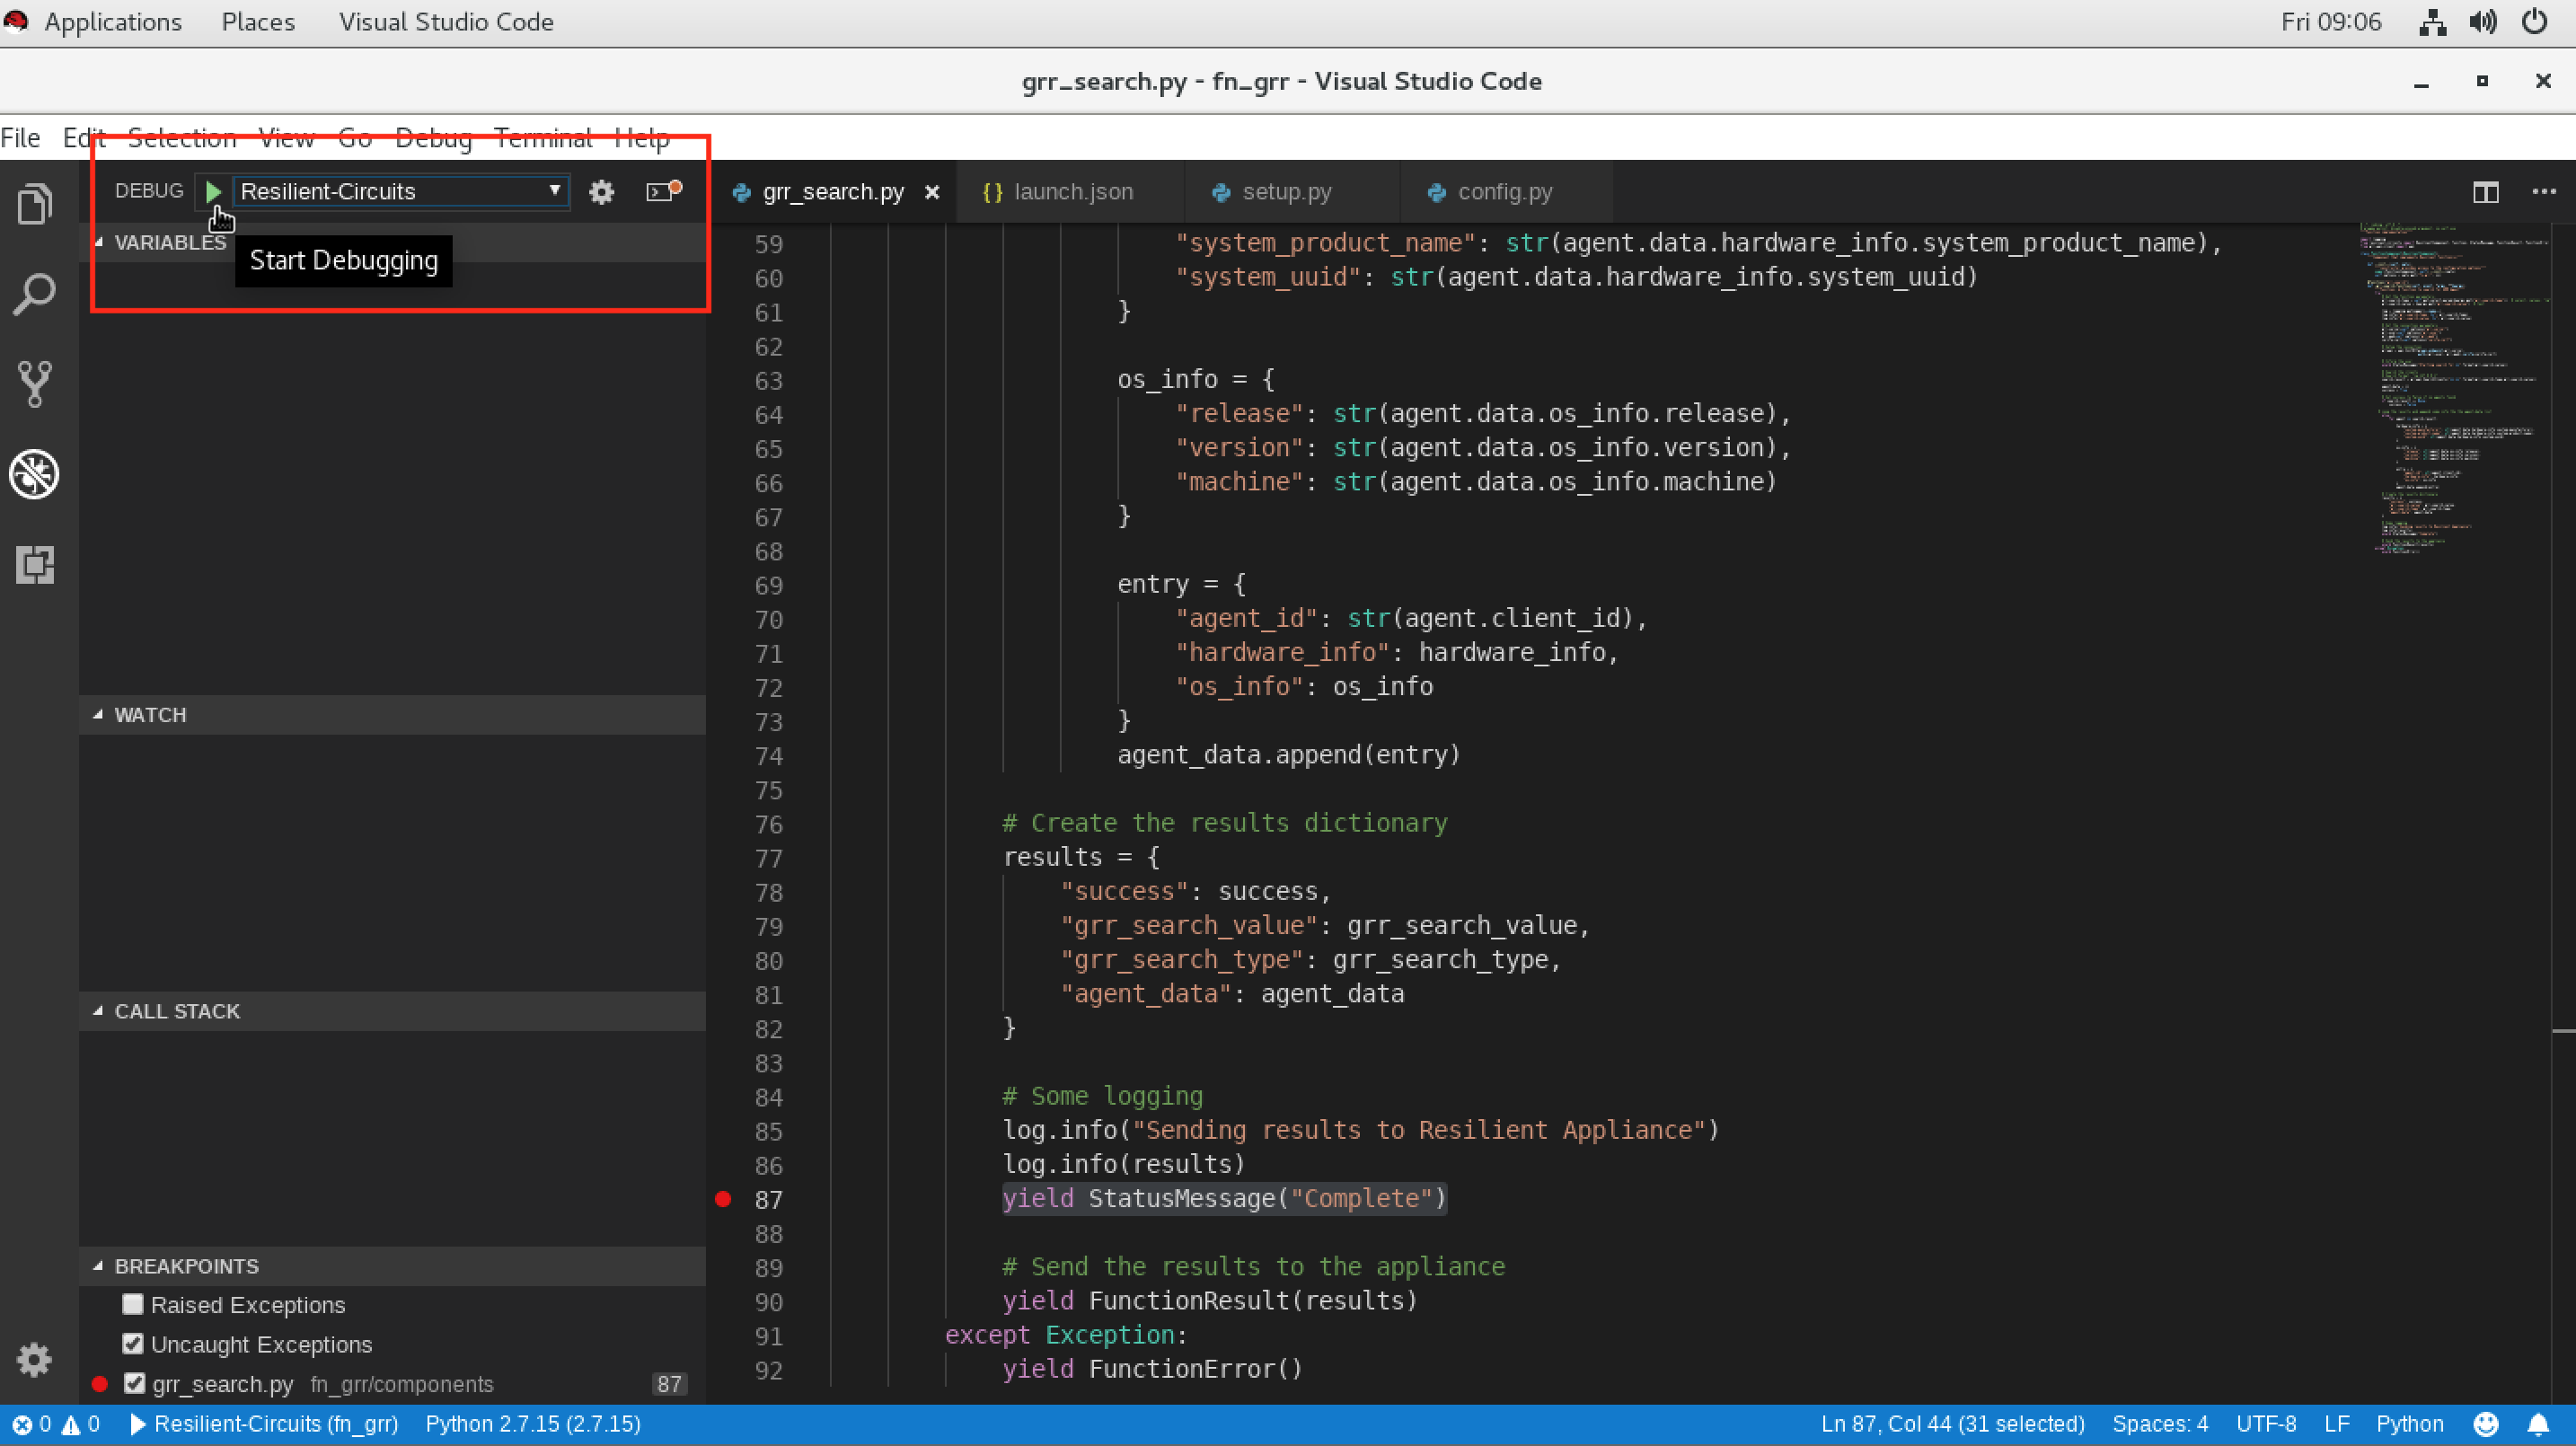 Applications Places Visual Studio Code Fri 09:06
grr_search.py - fn_grr - Visual Studio Code
File Edit Selection View Go Debug Terminal Help
DEBUG Resilient-Circuits
VARIABLES
Start Debugging
WATCH
CALL STACK
BREAKPOINTS
Raised Exceptions
Uncaught Exceptions
grr_search.py fn_grr/components 87
grr_search.py launch.json setup.py config.py
59 "system_product_name": str(agent.data.hardware_info.system_product_name),
60 "system_uuid": str(agent.data.hardware_info.system_uuid)
61 }
62
63 os_info = {
64 "release": str(agent.data.os_info.release),
65 "version": str(agent.data.os_info.version),
66 "machine": str(agent.data.os_info.machine)
67 }
68
69 entry = {
70 "agent_id": str(agent.client_id),
71 "hardware_info": hardware_info,
72 "os_info": os_info
73 }
74 agent_data.append(entry)
75
76 # Create the results dictionary
77 results = {
78 "success": success,
79 "grr_search_value": grr_search_value,
80 "grr_search_type": grr_search_type,
81 "agent_data": agent_data
82 }
83
84 # Some logging
85 log.info("Sending results to Resilient Appliance")
86 log.info(results)
87 yield StatusMessage("Complete")
88
89 # Send the results to the appliance
90 yield FunctionResult(results)
91 except Exception:
92 yield FunctionError()
0 0 Resilient-Circuits (fn_grr) Python 2.7.15 (2.7.15) Ln 87, Col 44 (31 selected) Spaces: 4 UTF-8 LF Python